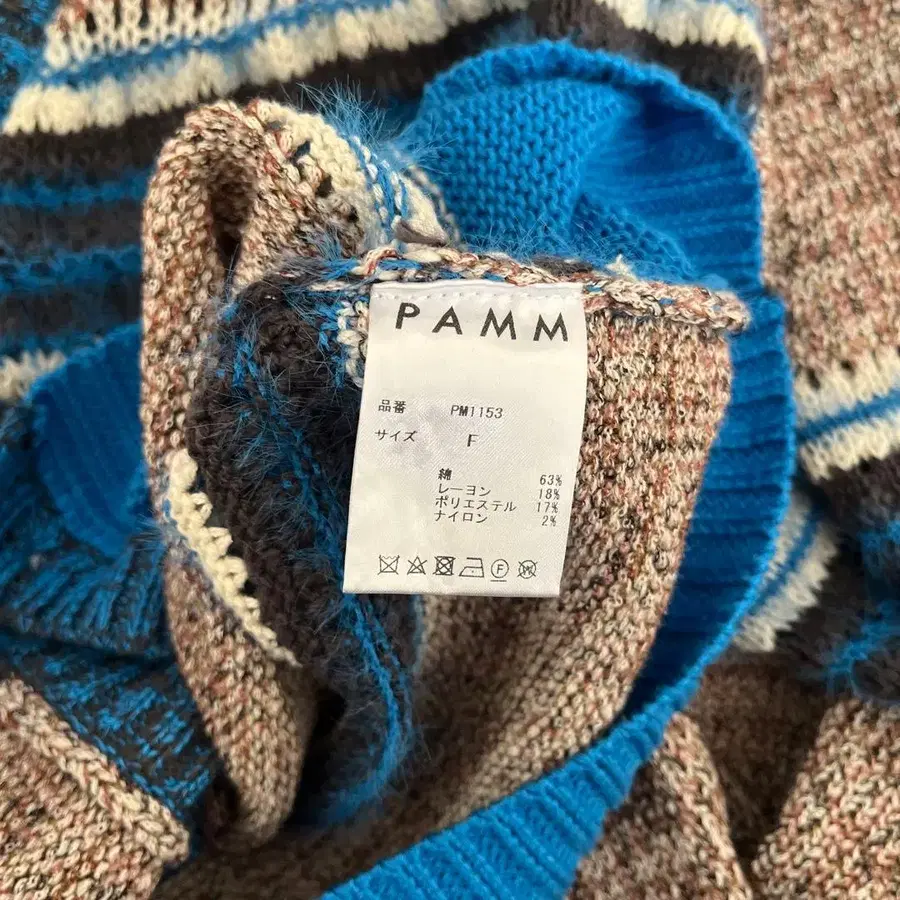 PAMM
品番 PM1153
サイズ F
綿 63%
レーヨン 18%
ポリエステル 17%
ナイロン 2%
F
W